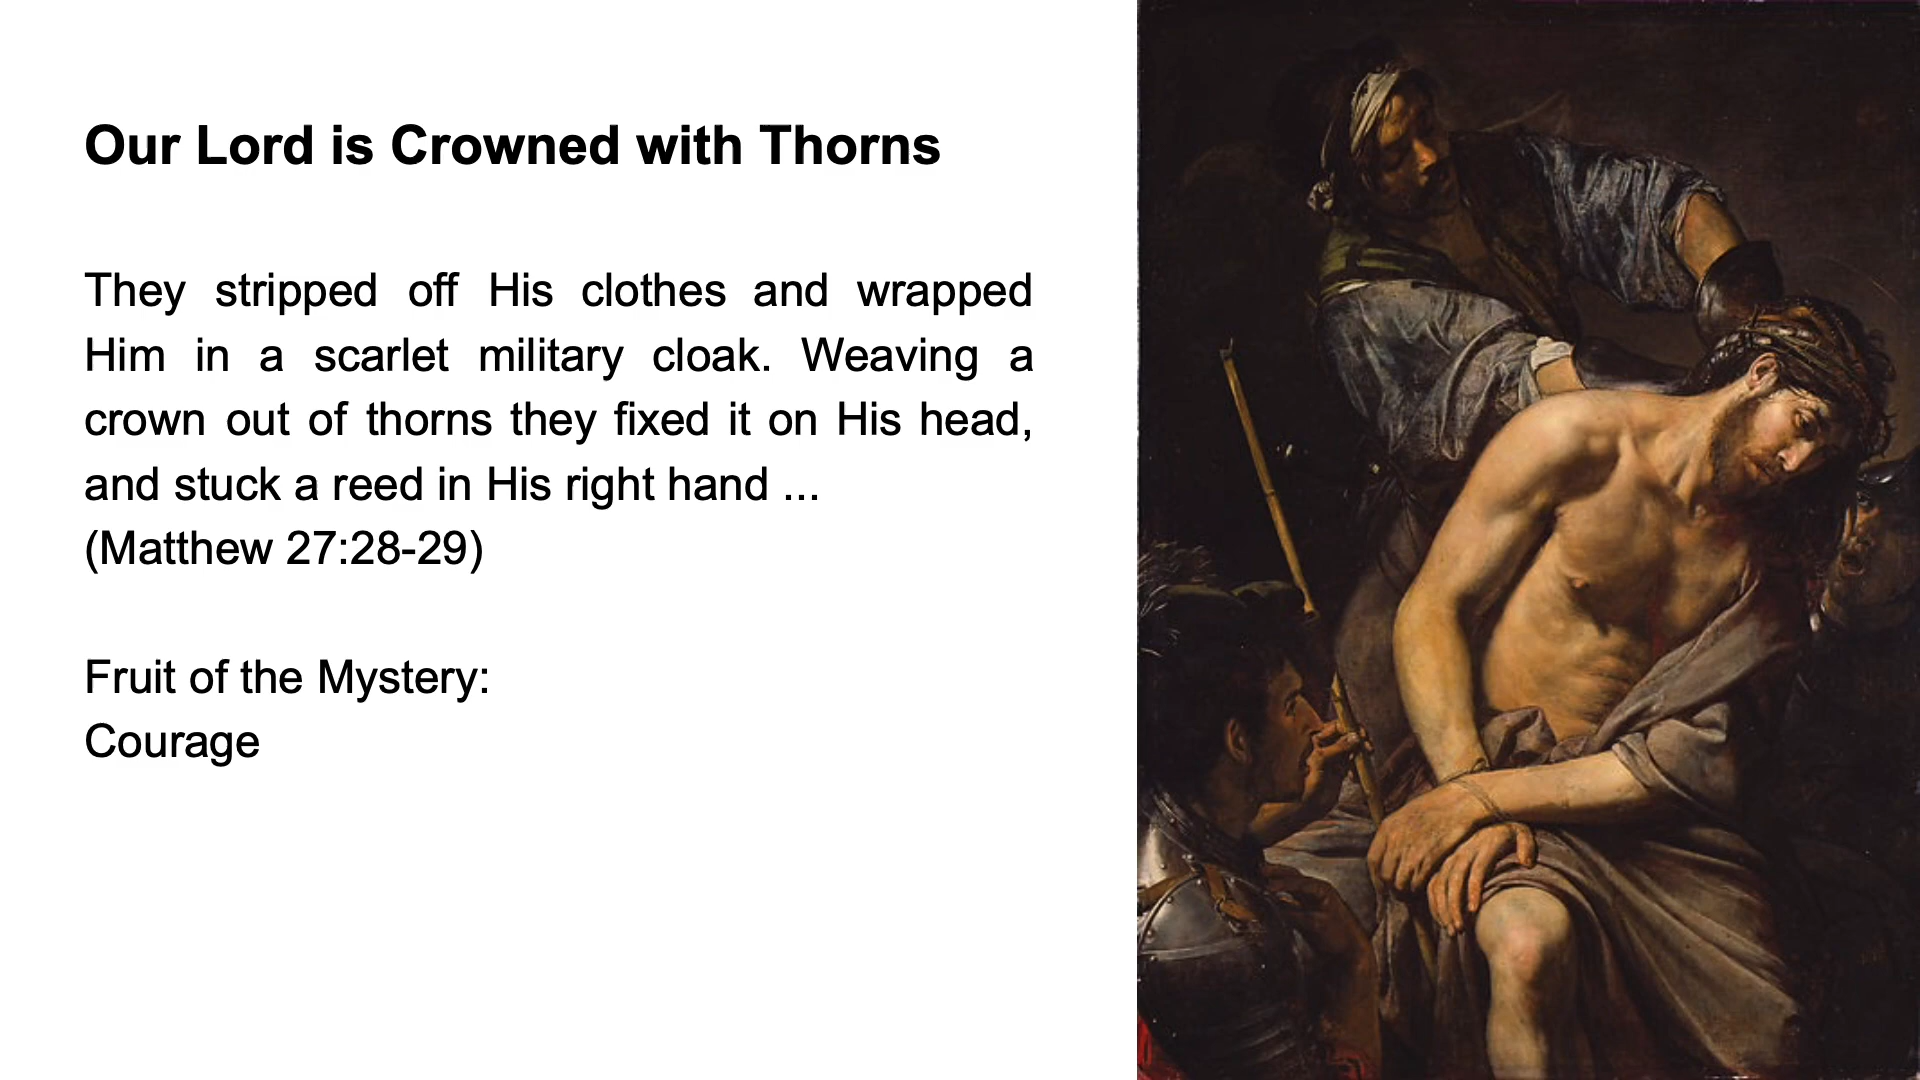 Our Lord is Crowned with Thorns
They stripped off His clothes and wrapped
Him in a scarlet military cloak. Weaving a
crown out of thorns they fixed it on His head,
and stuck a reed in His right hand ...
(Matthew 27:28-29)
Fruit of the Mystery:
Courage